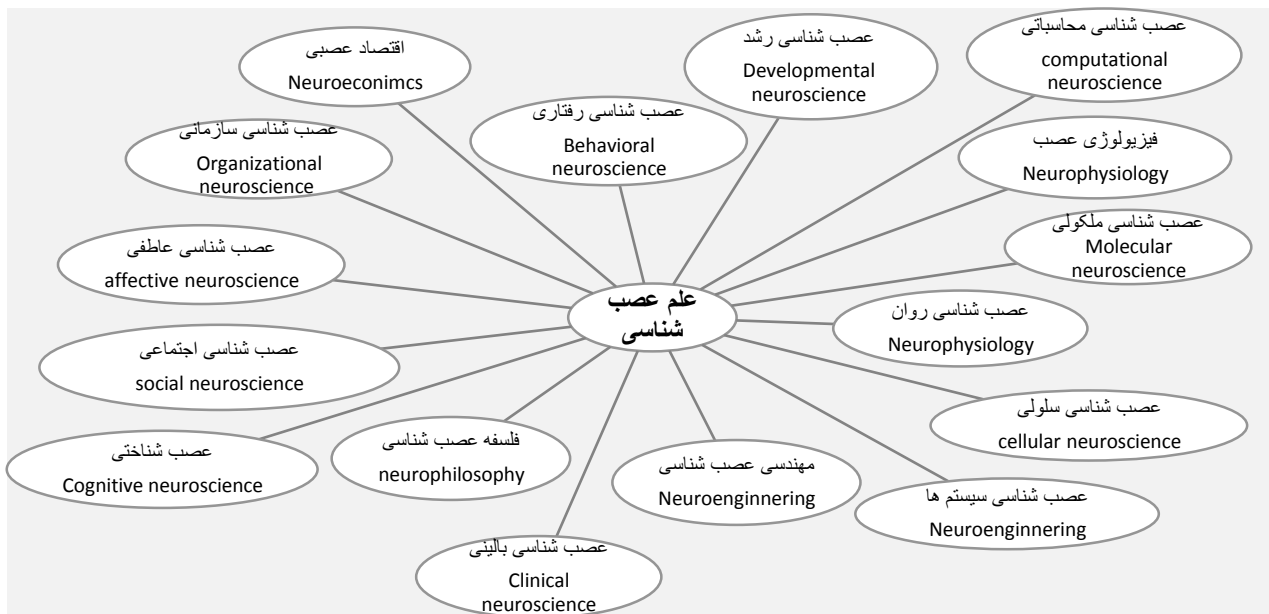 اقتصاد عصبی
Neuroeconimcs
عصب شناسی رشد
Developmental
neuroscience
عصب شناسی محاسباتی
computational
neuroscience
عصب شناسی سازمانی
Organizational
neuroscience
عصب شناسی رفتاری
Behavioral
neuroscience
فیزیولوژی عصب
Neurophysiology
عصب شناسی عاطفی
affective neuroscience
عصب شناسی ملکولی
Molecular
neuroscience
علم عصب
شناسی
عصب شناسی روان
Neurophysiology
عصب شناسی اجتماعی
social neuroscience
عصب شناسی سلولی
cellular neuroscience
عصب شناختی
Cognitive neuroscience
فلسفه عصب شناسی
neurophilosophy
مهندسی عصب شناسی
Neuroenginnering
عصب شناسی سیستم ها
Neuroenginnering
عصب شناسی بالینی
Clinical
neuroscience